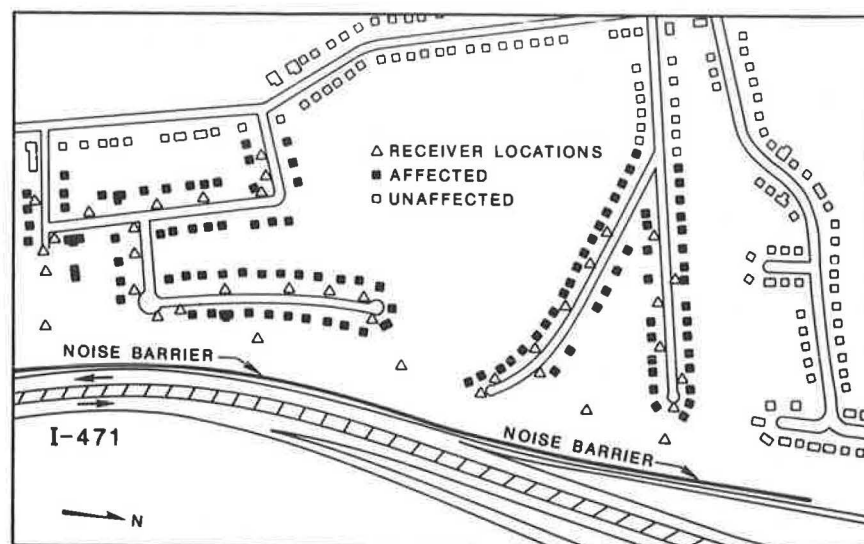 RECEIVER LOCATIONS
AFFECTED
UNAFFECTED
NOISE BARRIER
I-471
NOISE BARRIER
N